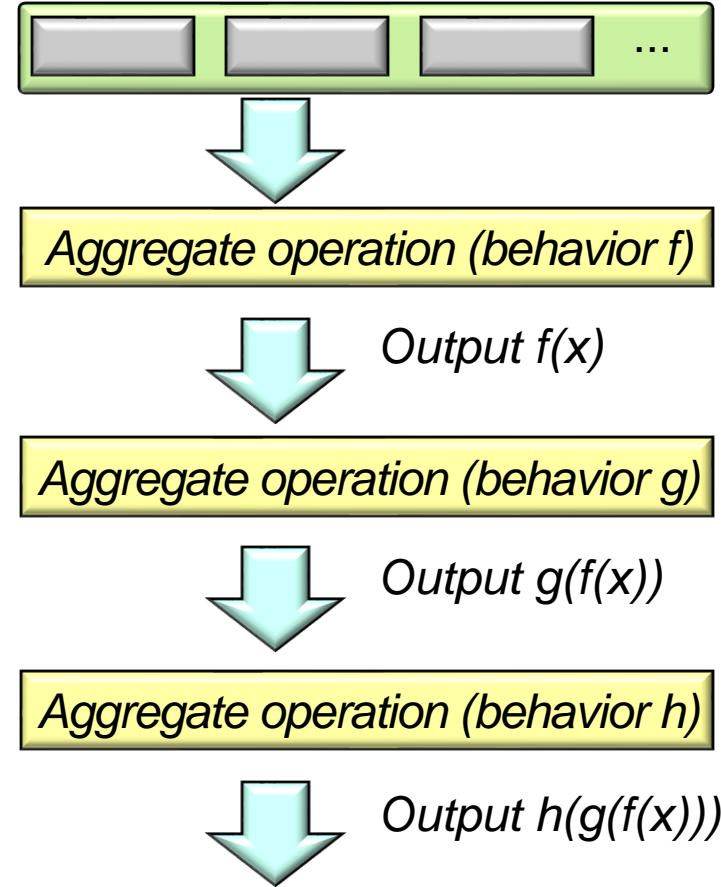 ...
Aggregate operation (behavior f)
Output f(x)
Aggregate operation (behavior g)
Output g(f(x))
Aggregate operation (behavior h)
Output h(g(f(x)))